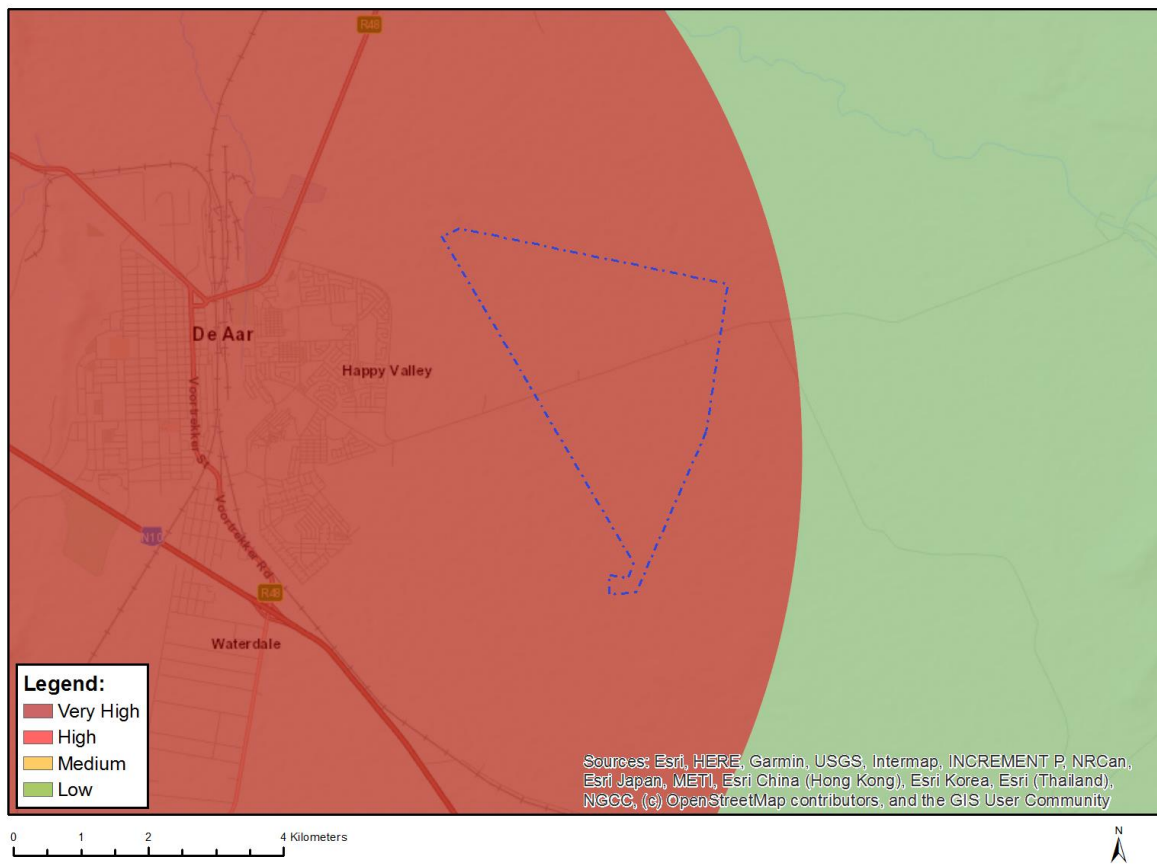 R48
De Aar
Happy Valley
Voortrekker St
N10
Voortrekker Rd
R48
Waterdale
Legend:
Very High
High
Medium
Low
Sources: Esri, HERE, Garmin, USGS, Intermap, INCREMENT P, NRCan,
Esri Japan, METI, Esri China (Hong Kong), Esri Korea, Esri (Thailand),
NGCC, (c) OpenStreetMap contributors, and the GIS User Community
0 1 2 4 Kilometers
N